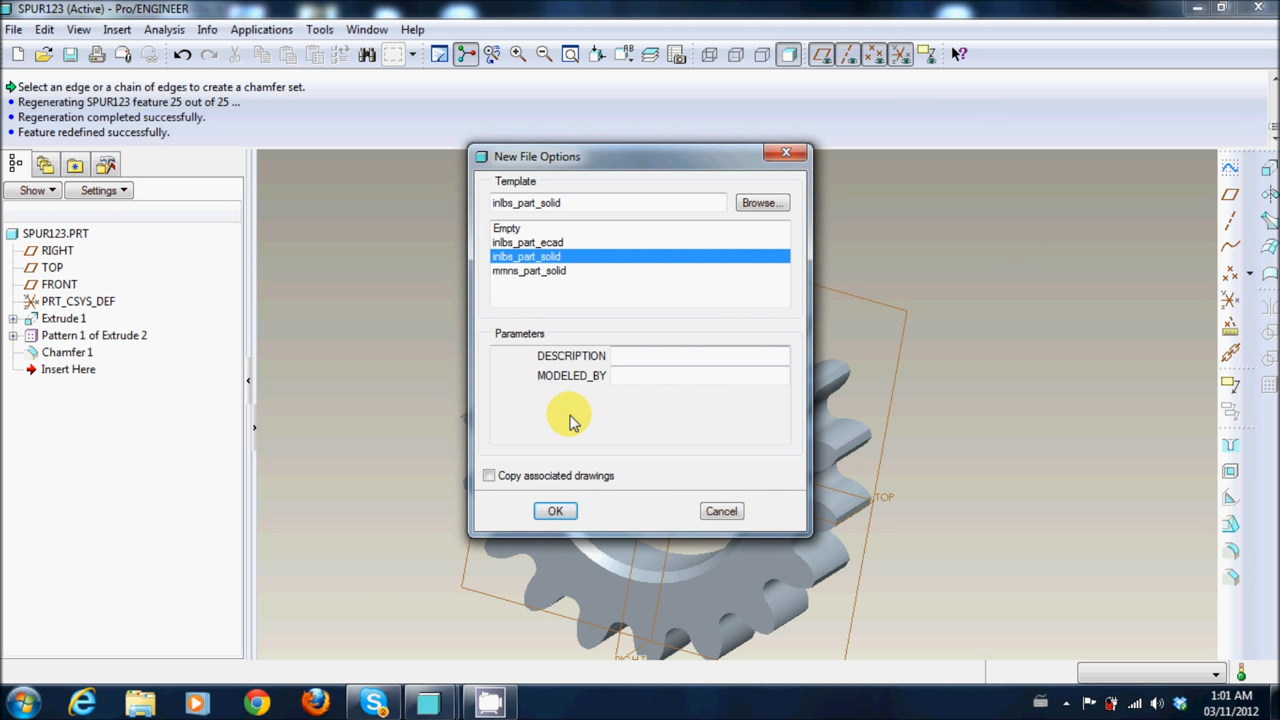 SPUR123 (Active) - Pro/ENGINEER
File Edit View Insert Analysis Info Applications Tools Window Help
Select an edge or a chain of edges to create a chamfer set.
• Regenerating SPUR123 feature 25 out of 25 ...
• Regeneration completed successfully.
• Feature redefined successfully.
Show Settings
SPUR123.PRT
RIGHT
TOP
FRONT
PRT_CSYS_DEF
Extrude 1
Pattern 1 of Extrude 2
Chamfer 1
Insert Here
New File Options
Template
inlbs_part_solid Browse...
Empty
inlbs_part_ecad
inlbs_part_solid
mmns_part_solid
Parameters
DESCRIPTION
MODELED_BY
Copy associated drawings
OK Cancel
TOP
RIGHT
1:01 AM
03/11/2012